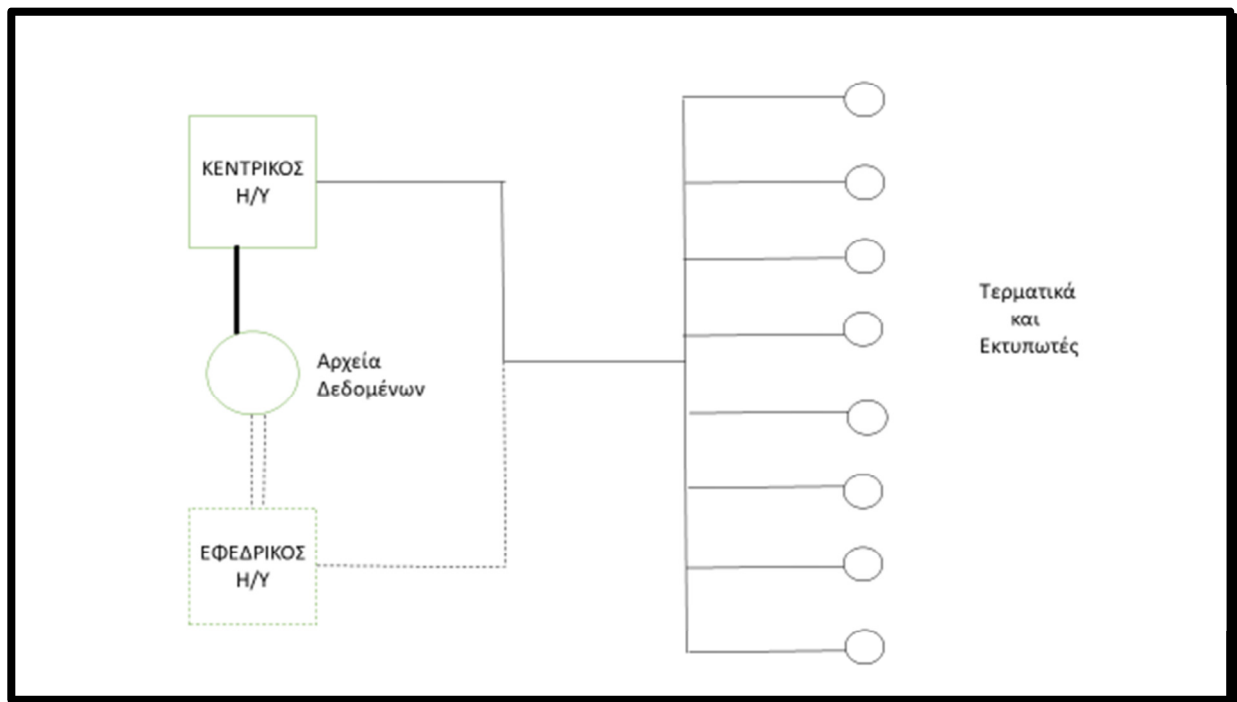 ΚΕΝΤΡΙΚΟΣ
Η/Υ
Αρχεία
Δεδομένων
ΕΦΕΔΡΙΚΟΣ
Η/Υ
Τερματικά
και
Εκτυπωτές